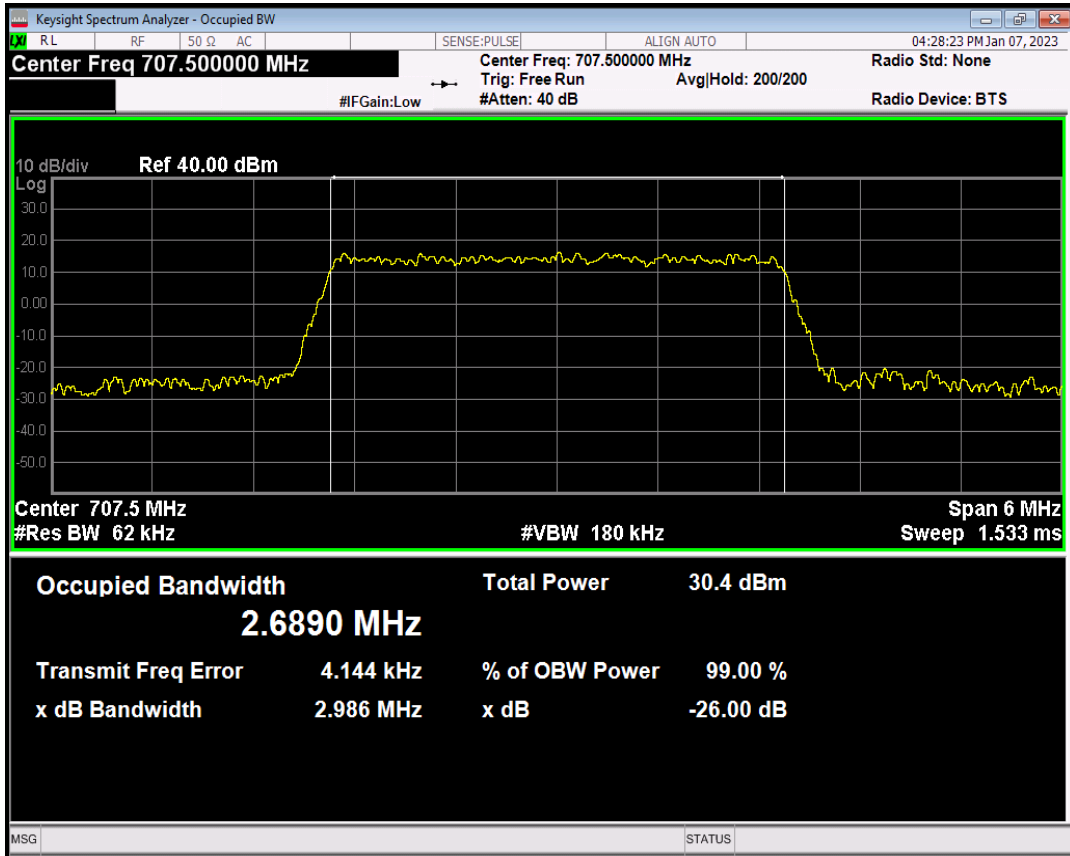 Keysight Spectrum Analyzer - Occupied BW
LXI RL RF 50 Ω AC SENSE:PULSE ALIGN AUTO 04:28:23 PM Jan 07, 2023
Center Freq 707.500000 MHz Center Freq: 707.500000 MHz Radio Std: None
Trig: Free Run Avg|Hold: 200/200
#IFGain:Low #Atten: 40 dB Radio Device: BTS
10 dB/div Ref 40.00 dBm
Log
30.0
20.0
10.0
0.00
-10.0
-20.0
-30.0
-40.0
-50.0
Center 707.5 MHz Span 6 MHz
#Res BW 62 kHz #VBW 180 kHz Sweep 1.533 ms
Occupied Bandwidth Total Power 30.4 dBm
2.6890 MHz
Transmit Freq Error 4.144 kHz % of OBW Power 99.00 %
x dB Bandwidth 2.986 MHz x dB -26.00 dB
MSG STATUS